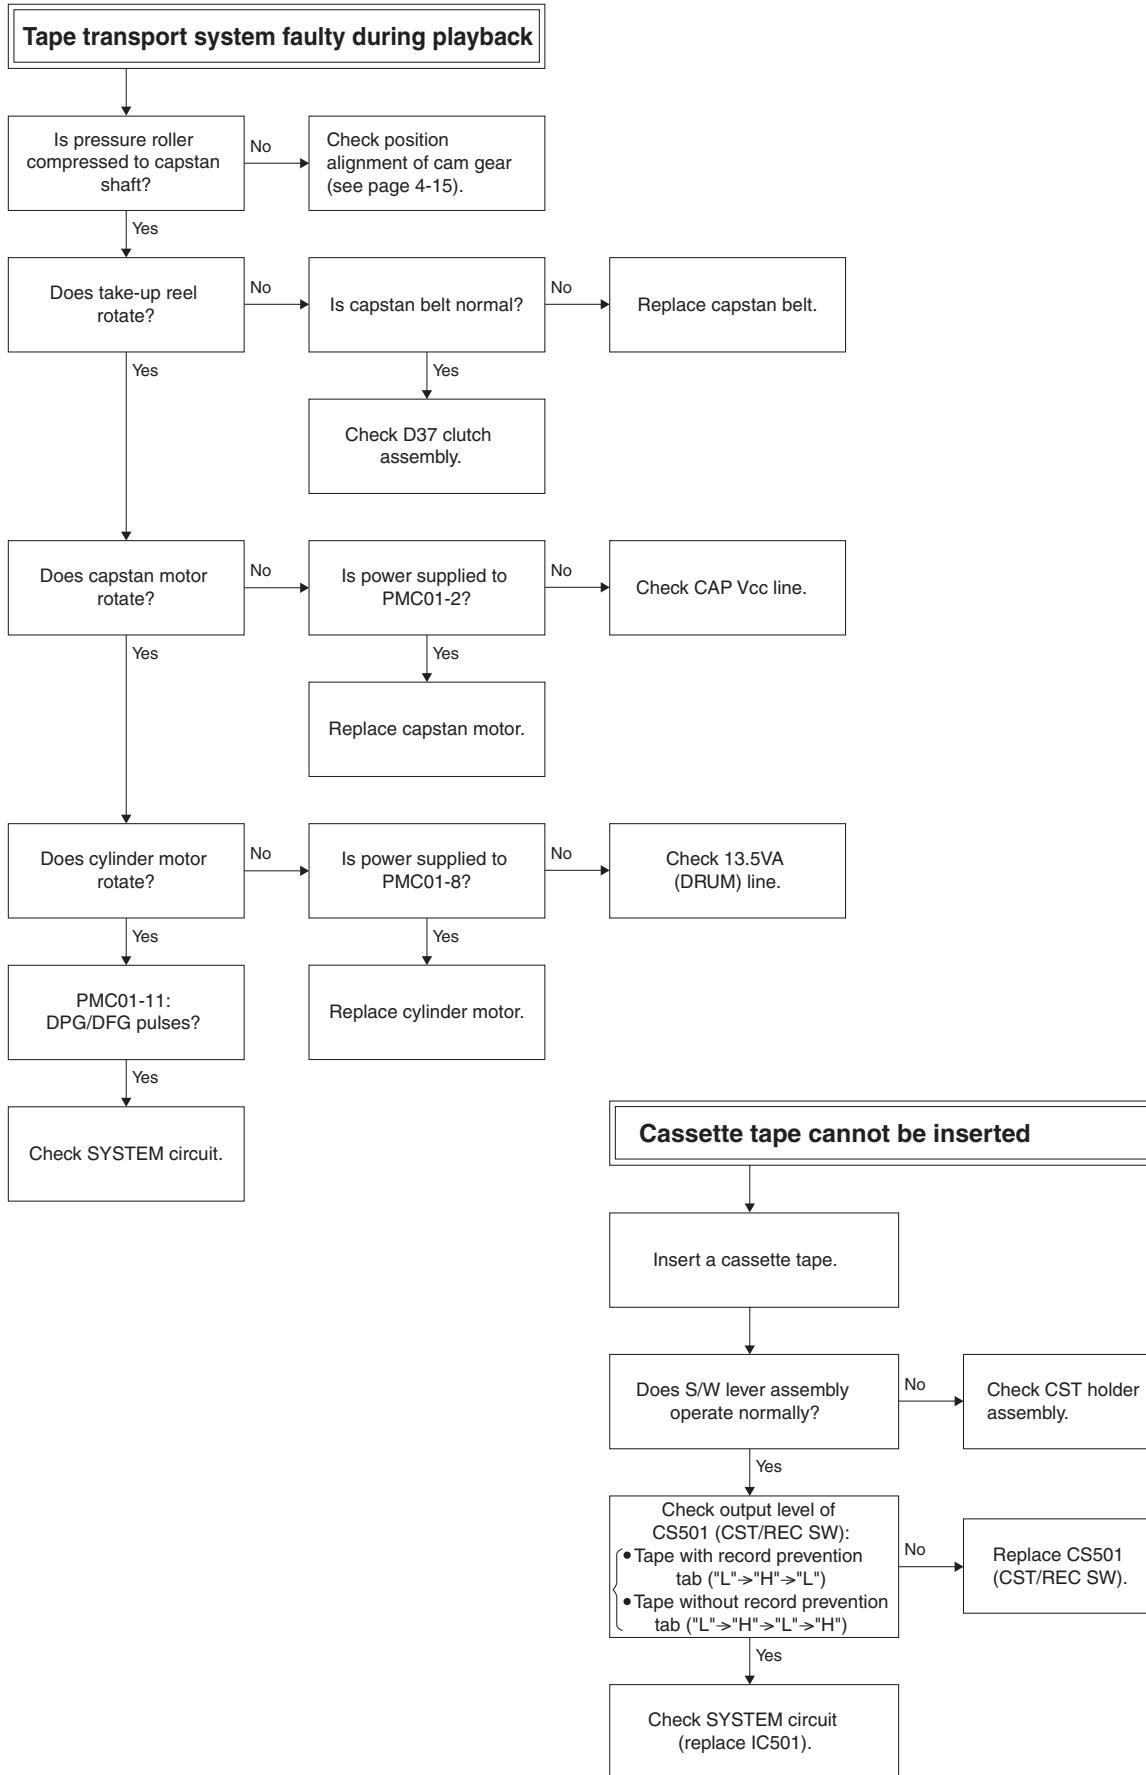 Tape transport system faulty during playback
Is pressure roller
compressed to capstan
shaft?
No
Check position
alignment of cam gear
(see page 4-15).
Yes
Does take-up reel
rotate?
No
Is capstan belt normal?
No
Replace capstan belt.
Yes
Yes
Check D37 clutch
assembly.
Does capstan motor
rotate?
No
Is power supplied to
PMC01-2?
No
Check CAP Vcc line.
Yes
Yes
Replace capstan motor.
Does cylinder motor
rotate?
No
Is power supplied to
PMC01-8?
No
Check 13.5VA
(DRUM) line.
Yes
Yes
PMC01-11:
DPG/DFG pulses?
Replace cylinder motor.
Yes
Check SYSTEM circuit.
Cassette tape cannot be inserted
Insert a cassette tape.
Does S/W lever assembly
operate normally?
No
Check CST holder
assembly.
Yes
Check output level of
CS501 (CST/REC SW):
● Tape with record prevention
tab ("L"→"H"→"L")
● Tape without record prevention
tab ("L"→"H"→"L"→"H")
No
Replace CS501
(CST/REC SW).
Yes
Check SYSTEM circuit
(replace IC501).